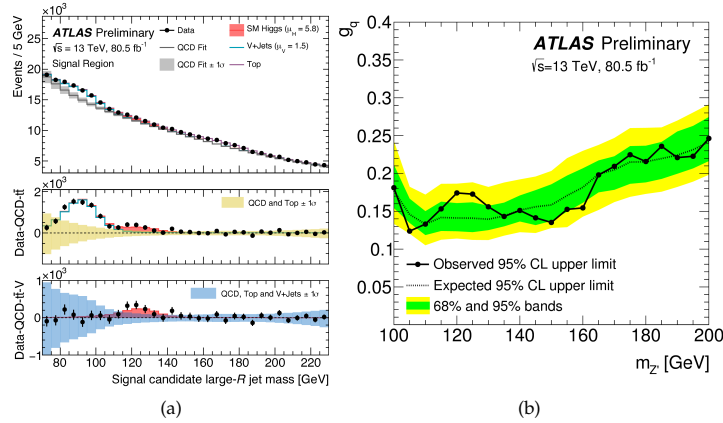 ×10³
ATLAS Preliminary
√s = 13 TeV, 80.5 fb⁻¹
Signal Region
Data
QCD Fit
QCD Fit ± 1σ
SM Higgs (μ_H = 5.8)
V+Jets (μ_V = 1.5)
Top
Events / 5 GeV
25
20
15
10
5
×10³
QCD and Top ± 1σ
Data-QCD-tt̄
2
0
×10³
QCD, Top and V+Jets ± 1σ
Data-QCD-tt̄-V
1
0
−1
80 100 120 140 160 180 200 220
Signal candidate large-R jet mass [GeV]
(a)
g_q
0.4
0.35
0.3
0.25
0.2
0.15
0.1
0.05
ATLAS Preliminary
√s=13 TeV, 80.5 fb⁻¹
Observed 95% CL upper limit
Expected 95% CL upper limit
68% and 95% bands
100 120 140 160 180 200
m_Z' [GeV]
(b)